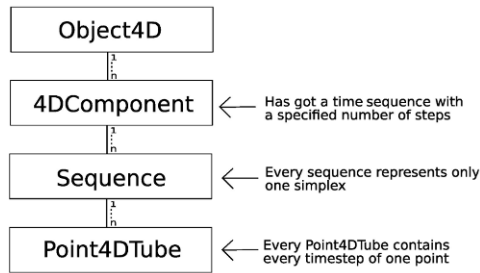 Object4D
1
n
4DComponent
Has got a time sequence with
a specified number of steps
1
n
Sequence
Every sequence represents only
one simplex
1
n
Point4DTube
Every Point4DTube contains
every timestep of one point